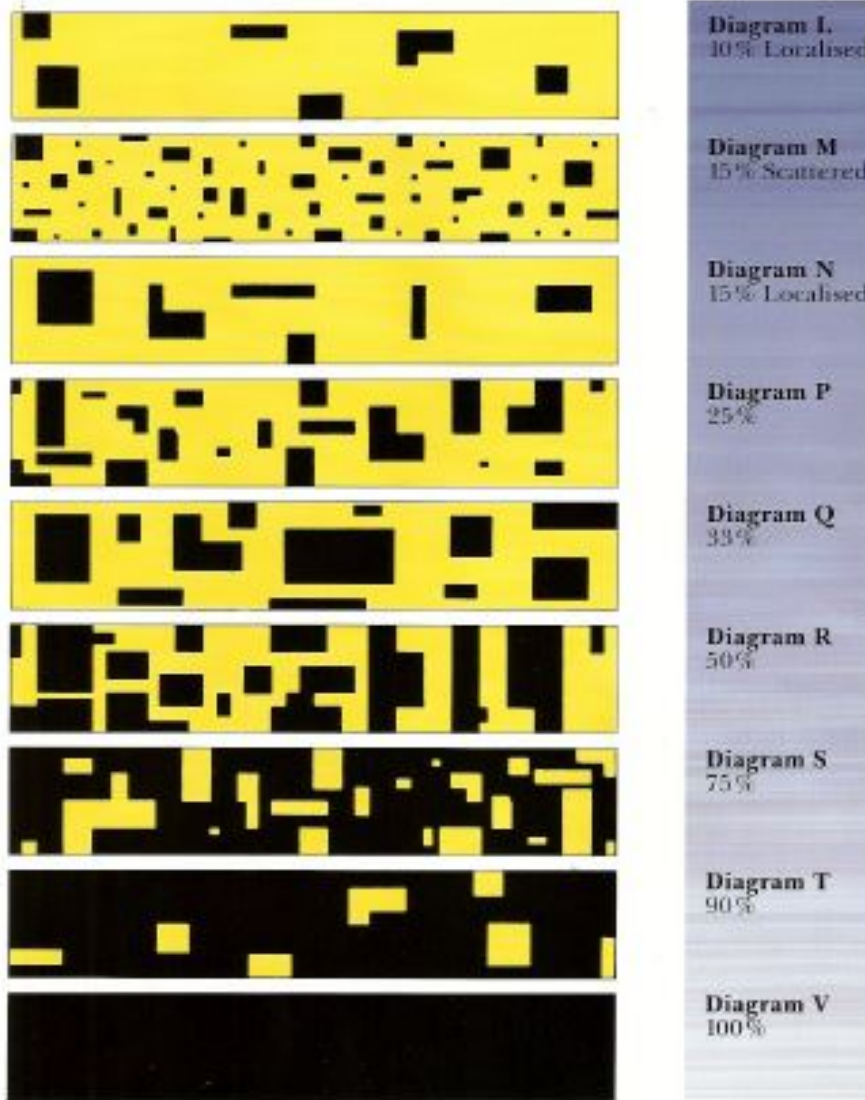 Diagram L
10% Localised
Diagram M
15% Scattered
Diagram N
15% Localised
Diagram P
25%
Diagram Q
33%
Diagram R
50%
Diagram S
75%
Diagram T
90%
Diagram V
100%